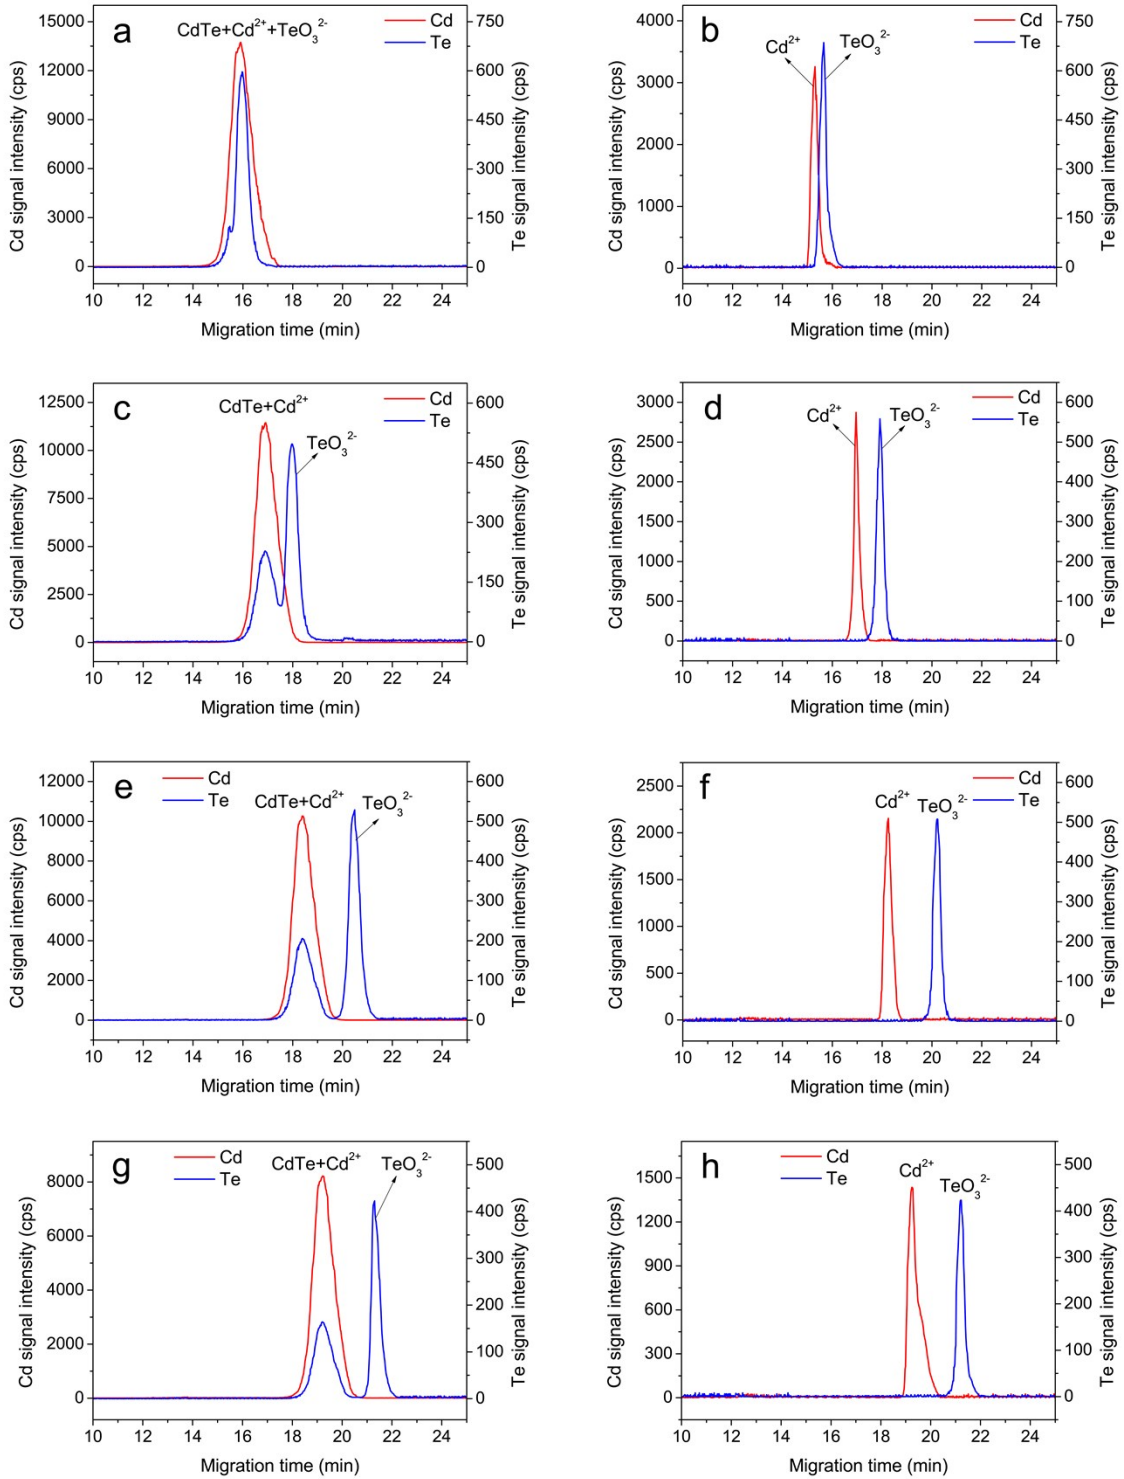 a
CdTe+Cd²⁺+TeO₃²⁻
Cd
Te
Cd signal intensity (cps)
15000
12000
9000
6000
3000
0
750
600
450
300
150
0
Te signal intensity (cps)
10 12 14 16 18 20 22 24
Migration time (min)
b
Cd²⁺
TeO₃²⁻
Cd
Te
Cd signal intensity (cps)
4000
3000
2000
1000
0
750
600
450
300
150
0
Te signal intensity (cps)
10 12 14 16 18 20 22 24
Migration time (min)
c
CdTe+Cd²⁺
TeO₃²⁻
Cd
Te
Cd signal intensity (cps)
12500
10000
7500
5000
2500
0
600
450
300
150
0
Te signal intensity (cps)
10 12 14 16 18 20 22 24
Migration time (min)
d
Cd²⁺
TeO₃²⁻
Cd
Te
Cd signal intensity (cps)
3000
2500
2000
1500
1000
500
0
600
500
400
300
200
100
0
Te signal intensity (cps)
10 12 14 16 18 20 22 24
Migration time (min)
e
Cd
Te
CdTe+Cd²⁺
TeO₃²⁻
Cd signal intensity (cps)
12000
10000
8000
6000
4000
2000
0
600
500
400
300
200
100
0
Te signal intensity (cps)
10 12 14 16 18 20 22 24
Migration time (min)
f
Cd²⁺
TeO₃²⁻
Cd
Te
Cd signal intensity (cps)
2500
2000
1500
1000
500
0
600
500
400
300
200
100
0
Te signal intensity (cps)
10 12 14 16 18 20 22 24
Migration time (min)
g
Cd
Te
CdTe+Cd²⁺
TeO₃²⁻
Cd signal intensity (cps)
8000
6000
4000
2000
0
500
400
300
200
100
0
Te signal intensity (cps)
10 12 14 16 18 20 22 24
Migration time (min)
h
Cd
Te
Cd²⁺
TeO₃²⁻
Cd signal intensity (cps)
1500
1200
900
600
300
0
500
400
300
200
100
0
Te signal intensity (cps)
10 12 14 16 18 20 22 24
Migration time (min)